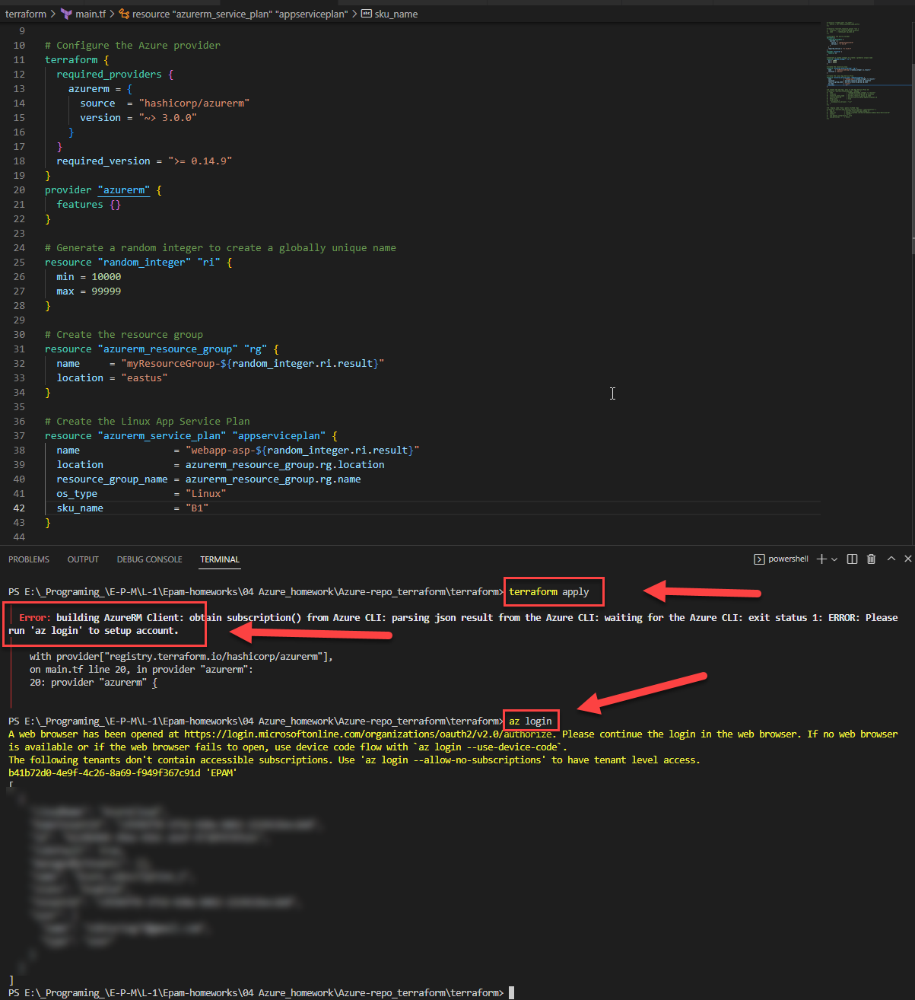 terraform > main.tf > resource "azurerm_service_plan" "appserviceplan" > abc sku_name
9
10 # Configure the Azure provider
11 terraform {
12 required_providers {
13 azurerm = {
14 source = "hashicorp/azurerm"
15 version = "~> 3.0.0"
16 }
17 }
18 required_version = ">= 0.14.9"
19 }
20 provider "azurerm" {
21 features {}
22 }
23
24 # Generate a random integer to create a globally unique name
25 resource "random_integer" "ri" {
26 min = 10000
27 max = 99999
28 }
29
30 # Create the resource group
31 resource "azurerm_resource_group" "rg" {
32 name = "myResourceGroup-${random_integer.ri.result}"
33 location = "eastus"
34 }
35
36 # Create the Linux App Service Plan
37 resource "azurerm_service_plan" "appserviceplan" {
38 name = "webapp-asp-${random_integer.ri.result}"
39 location = azurerm_resource_group.rg.location
40 resource_group_name = azurerm_resource_group.rg.name
41 os_type = "Linux"
42 sku_name = "B1"
43 }
44
PROBLEMS OUTPUT DEBUG CONSOLE TERMINAL powershell
PS E:\_Programing_\E-P-M\L-1\Epam-homeworks\04 Azure_homework\Azure-repo_terraform\terraform> terraform apply
Error: building AzureRM Client: obtain subscription() from Azure CLI: parsing json result from the Azure CLI: waiting for the Azure CLI: exit status 1: ERROR: Please
run 'az login' to setup account.
with provider["registry.terraform.io/hashicorp/azurerm"],
on main.tf line 20, in provider "azurerm":
20: provider "azurerm" {
PS E:\_Programing_\E-P-M\L-1\Epam-homeworks\04 Azure_homework\Azure-repo_terraform\terraform> az login
A web browser has been opened at https://login.microsoftonline.com/organizations/oauth2/v2.0/authorize. Please continue the login in the web browser. If no web browser
is available or if the web browser fails to open, use device code flow with `az login --use-device-code`.
The following tenants don't contain accessible subscriptions. Use 'az login --allow-no-subscriptions' to have tenant level access.
b41b72d0-4e9f-4c26-8a69-f949f367c91d 'EPAM'
[
]
PS E:\_Programing_\E-P-M\L-1\Epam-homeworks\04 Azure_homework\Azure-repo_terraform\terraform>